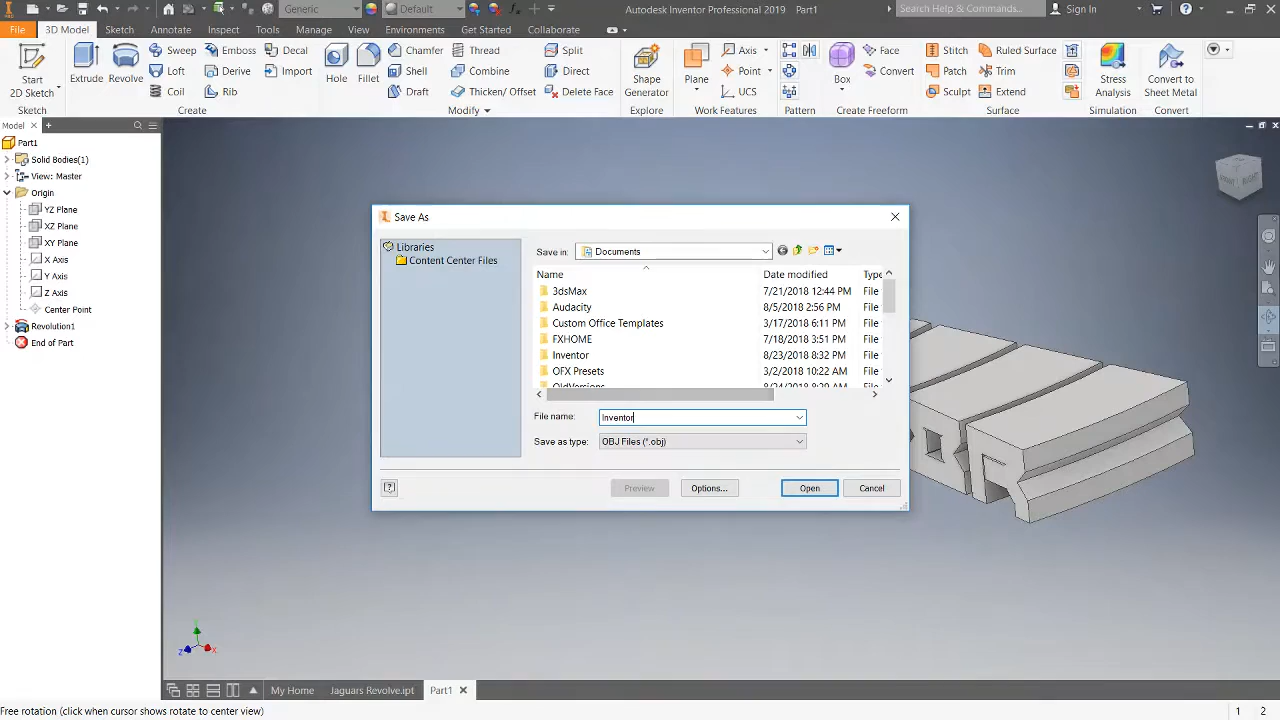 Generic
Default
Autodesk Inventor Professional 2019 Part1
Search Help & Commands...
Sign In
File
3D Model
Sketch
Annotate
Inspect
Tools
Manage
View
Environments
Get Started
Collaborate
Start
2D Sketch
Extrude
Revolve
Sweep
Loft
Coil
Emboss
Derive
Rib
Decal
Import
Hole
Fillet
Chamfer
Shell
Draft
Thread
Combine
Thicken/ Offset
Split
Direct
Delete Face
Shape
Generator
Plane
Axis
Point
UCS
Box
Face
Convert
Stitch
Patch
Sculpt
Ruled Surface
Trim
Extend
Stress
Analysis
Convert to
Sheet Metal
Sketch
Create
Modify
Explore
Work Features
Pattern
Create Freeform
Surface
Simulation
Convert
Model
Part1
Solid Bodies(1)
View: Master
Origin
YZ Plane
XZ Plane
XY Plane
X Axis
Y Axis
Z Axis
Center Point
Revolution1
End of Part
RIGHT
Save As
Libraries
Content Center Files
Save in:
Documents
Name
Date modified
Type
3dsMax
7/21/2018 12:44 PM
File
Audacity
8/5/2018 2:56 PM
File
Custom Office Templates
3/17/2018 6:11 PM
File
FXHOME
7/18/2018 3:51 PM
File
Inventor
8/23/2018 8:32 PM
File
OFX Presets
3/2/2018 10:22 AM
File
OldVersions
File name:
Inventor
Save as type:
OBJ Files (*.obj)
Preview
Options...
Open
Cancel
Z
X
My Home
Jaguars Revolve.ipt
Part1
Free rotation (click when cursor shows rotate to center view)
1
2